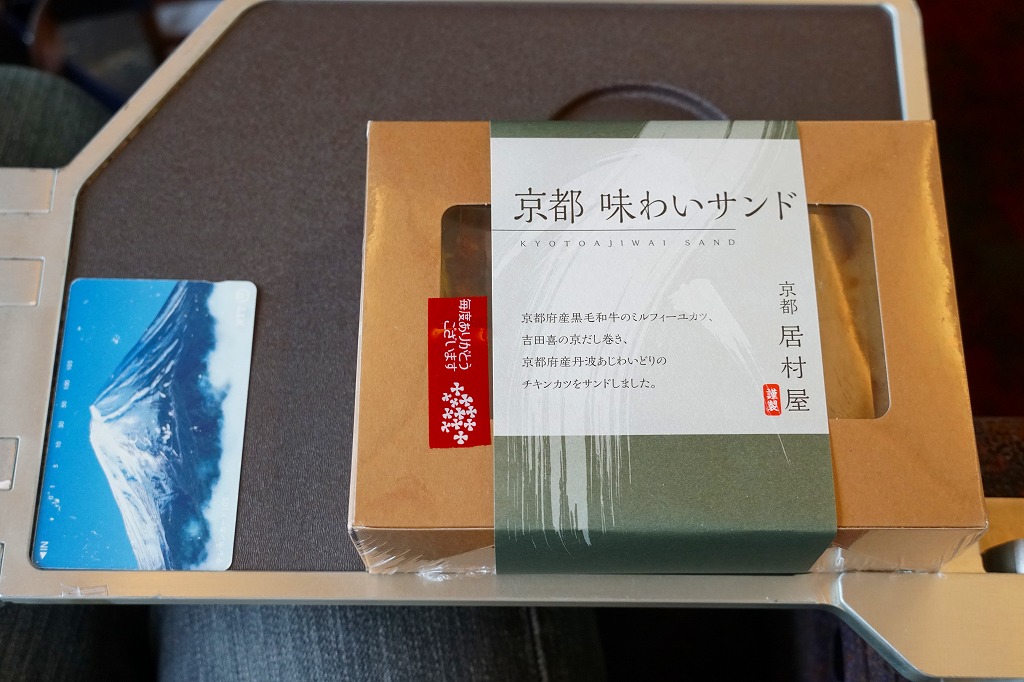 京都 味わいサンド
KYOTOAJIWAI SAND
京都府産黒毛和牛のミルフィーユカツ、
吉田喜の京だし巻き、
京都府産丹波あじわいどりの
チキンカツをサンドしました。
京都 居村屋
謹製
毎度ありがとう
ございます